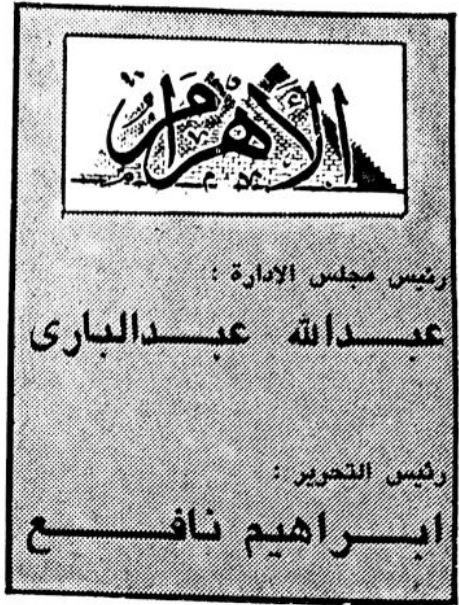 الأهرام
رئيس مجلس الادارة :
عبدالله عبدالبارى
رئيس التحرير :
ابراهيم نافع